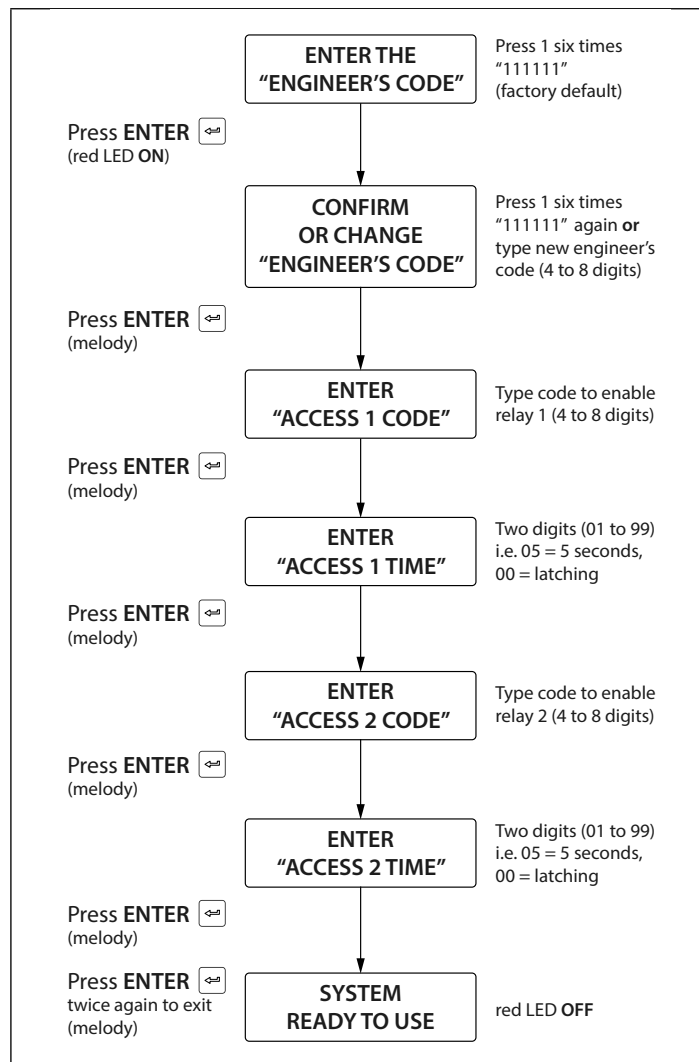 ENTER THE
“ENGINEER’S CODE”
Press 1 six times
“111111”
(factory default)
Press ENTER
(red LED ON)
CONFIRM
OR CHANGE
“ENGINEER’S CODE”
Press 1 six times
“111111” again or
type new engineer’s
code (4 to 8 digits)
Press ENTER
(melody)
ENTER
“ACCESS 1 CODE”
Type code to enable
relay 1 (4 to 8 digits)
Press ENTER
(melody)
ENTER
“ACCESS 1 TIME”
Two digits (01 to 99)
i.e. 05 = 5 seconds,
00 = latching
Press ENTER
(melody)
ENTER
“ACCESS 2 CODE”
Type code to enable
relay 2 (4 to 8 digits)
Press ENTER
(melody)
ENTER
“ACCESS 2 TIME”
Two digits (01 to 99)
i.e. 05 = 5 seconds,
00 = latching
Press ENTER
(melody)
Press ENTER
twice again to exit
(melody)
SYSTEM
READY TO USE
red LED OFF